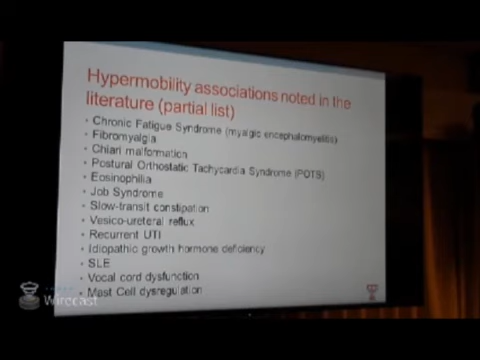 Hypermobility associations noted in the
literature (partial list)
• Chronic Fatigue Syndrome (myalgic encephalomyelitis)
• Fibromyalgia
• Chiari malformation
• Postural Orthostatic Tachycardia Syndrome (POTS)
• Eosinophilia
• Job Syndrome
• Slow-transit constipation
• Vesico-ureteral reflux
• Recurrent UTI
• Idiopathic growth hormone deficiency
• SLE
• Vocal cord dysfunction
• Mast Cell dysregulation
Wirecast